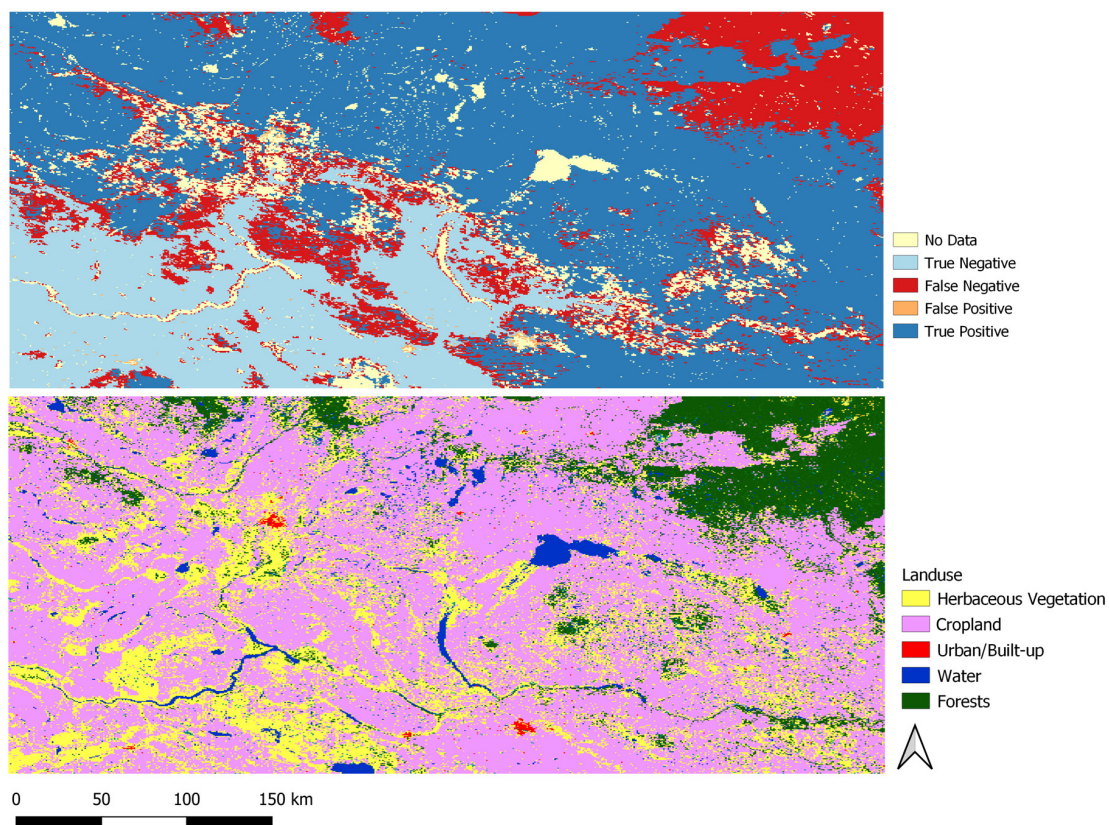 No Data
True Negative
False Negative
False Positive
True Positive
Landuse
Herbaceous Vegetation
Cropland
Urban/Built-up
Water
Forests
0 50 100 150 km